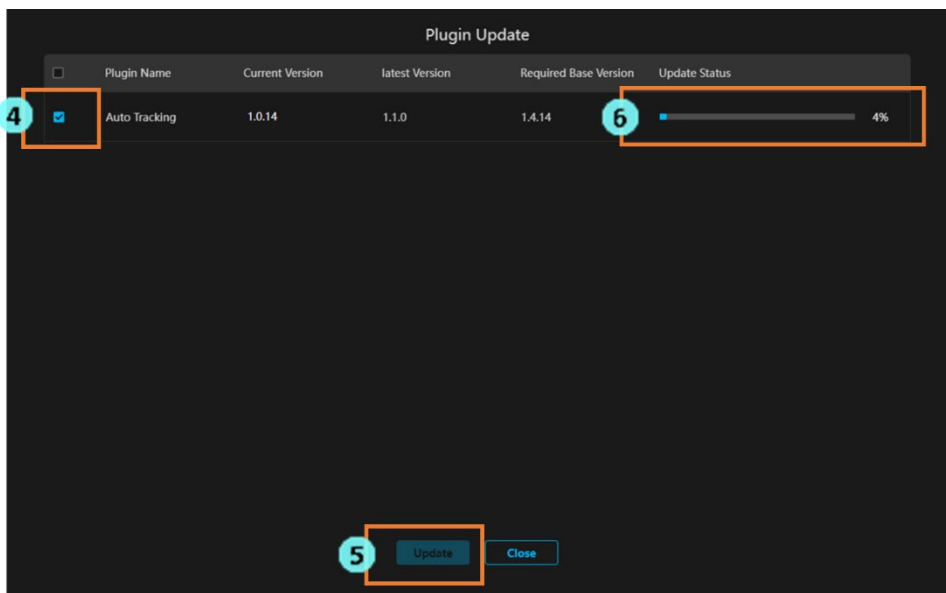 Plugin Update
Plugin Name Current Version latest Version Required Base Version Update Status
4 Auto Tracking 1.0.14 1.1.0 1.4.14 6 4%
5 Update Close